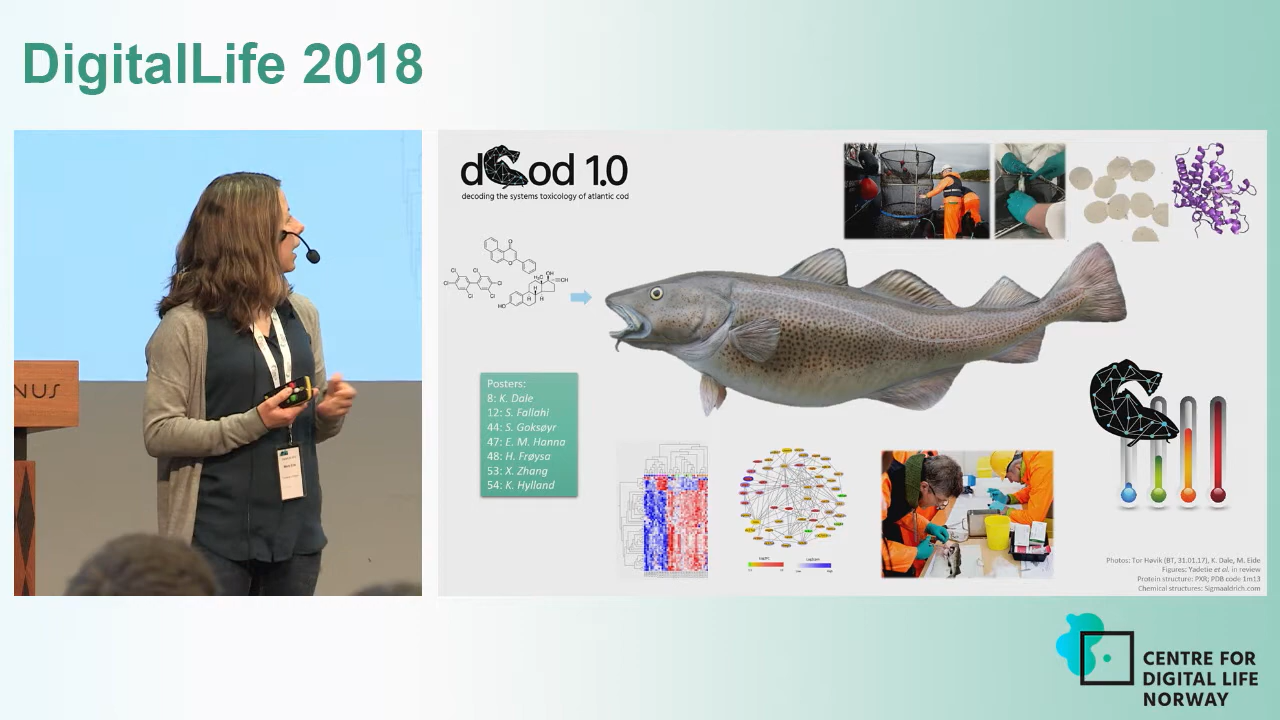 DigitalLife 2018
NUS
dCod 1.0
decoding the systems toxicology of atlantic cod
Posters:
8: K. Dale
12: S. Fallahi
44: S. Goksøyr
47: E. M. Hanna
48: H. Frøysa
53: X. Zhang
54: K. Hylland
Photos: Tor Høvik (BT, 31.01.17), K. Dale, M. Eide
Figures: Yadetie et al. in review
Protein structure: PXR; PDB code 1m13
Chemical structures: Sigmaaldrich.com
CENTRE FOR
DIGITAL LIFE
NORWAY